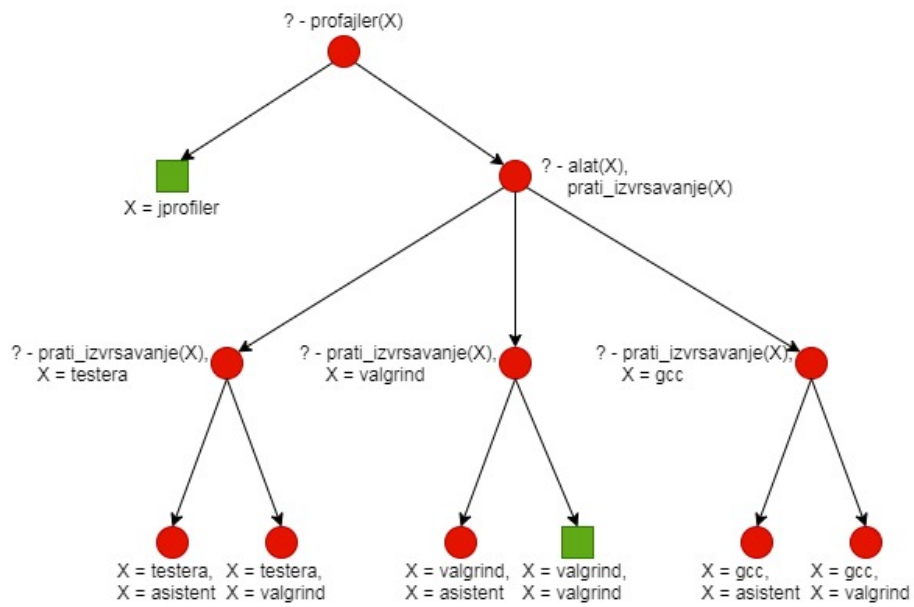 ? - profajler(X)
X = jprofiler
? - alat(X),
prati_izvrsavanje(X)
? - prati_izvrsavanje(X),
X = testera
? - prati_izvrsavanje(X),
X = valgrind
? - prati_izvrsavanje(X),
X = gcc
X = testera,
X = asistent
X = testera,
X = valgrind
X = valgrind,
X = asistent
X = valgrind,
X = valgrind
X = gcc,
X = asistent
X = gcc,
X = valgrind